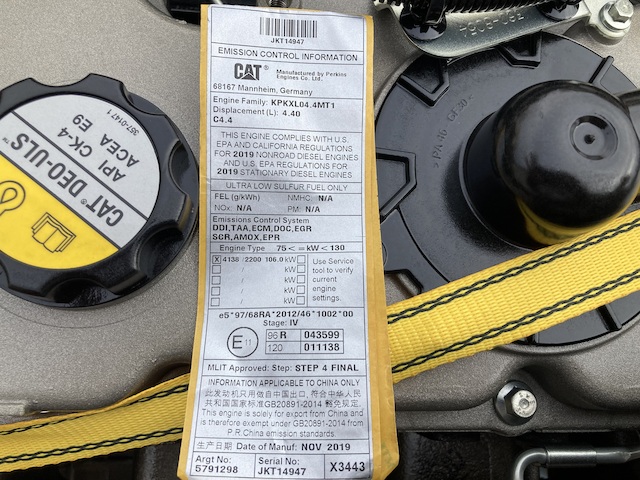 JKT14947
EMISSION CONTROL INFORMATION
CAT® Manufactured by Perkins
Engines Co. Ltd.
68167 Mannheim, Germany
Engine Family: KPKXL04.4MT1
Displacement (L): 4.40
C4.4
THIS ENGINE COMPLIES WITH U.S.
EPA AND CALIFORNIA REGULATIONS
FOR 2019 NONROAD DIESEL ENGINES
AND U.S. EPA REGULATIONS FOR
2019 STATIONARY DIESEL ENGINES.
ULTRA LOW SULFUR FUEL ONLY
FEL (g/kWh) NMHC: N/A
NOx: N/A PM: N/A
Emissions Control System
DDI,TAA,ECM,DOC,EGR
SCR,AMOX,EPR
Engine Type 75<=kW<130
X 4138 / 2200 106.0 kW
/ kW
/ kW
/ kW
/ kW
Use Service
tool to verify
current
engine
settings.
e5*97/68RA*2012/46*1002*00
Stage: IV
E 11
96 R 043599
120 011138
MLIT Approved: Step: STEP 4 FINAL
INFORMATION APPLICABLE TO CHINA ONLY
此发动机只用做自中国出口, 符合中华人民
共和国国家标准GB20891-2014 豁免规定.
This engine is solely for export from China and
is therefore exempt under GB20891-2014 from
P.R.China emission standards.
生产日期 Date of Manuf: NOV 2019
Argt No: Serial No: X3443
5791298 JKT14947
CAT® DEO-ULS™
API CK-4
ACEA E9
357-0147 1
>PA-I6-GF30<